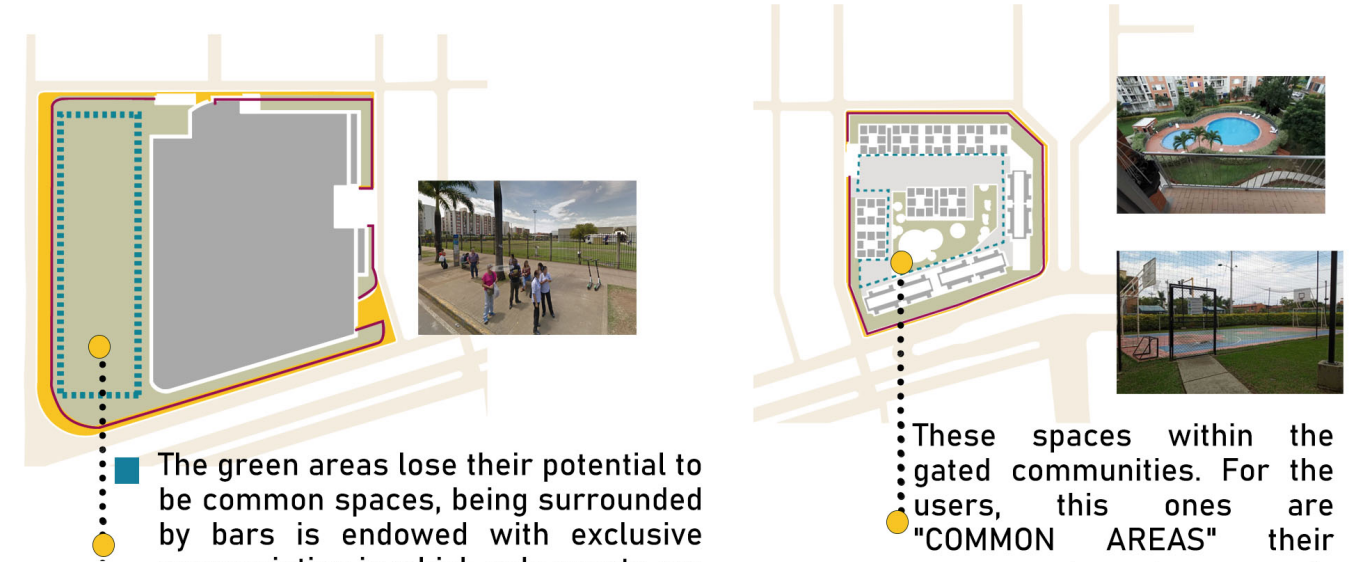 The green areas lose their potential to
be common spaces, being surrounded
by bars is endowed with exclusive
These spaces within the
gated communities. For the
users, this ones are
"COMMON AREAS" their